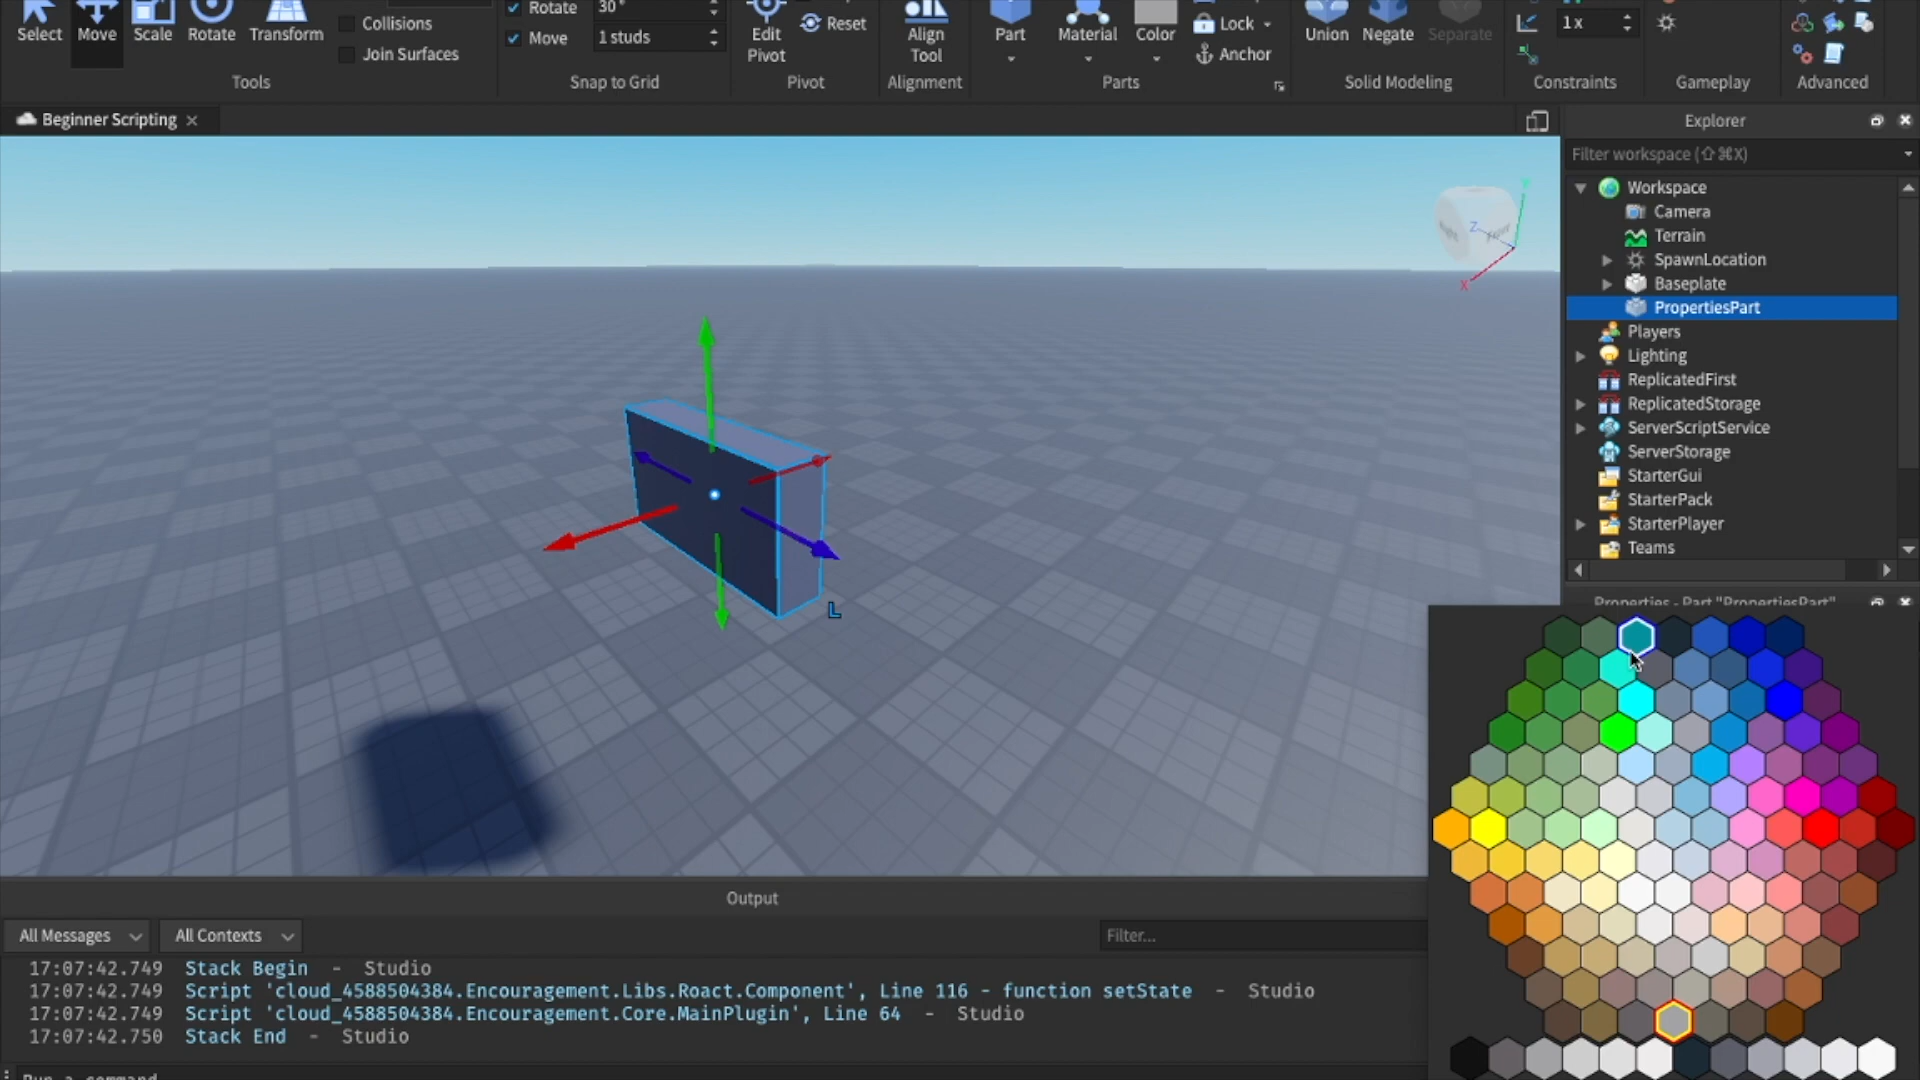 Select Move Scale Rotate Transform
Collisions
Join Surfaces
Tools
Rotate 30°
Move 1 studs
Snap to Grid
Edit Pivot
Reset
Pivot
Align Tool
Alignment
Part
Material
Color
Lock
Anchor
Parts
Union Negate Separate
Solid Modeling
1x
Constraints
Gameplay
Advanced
Beginner Scripting
Z
X
L
Explorer
Filter workspace (⇧⌘X)
Workspace
Camera
Terrain
SpawnLocation
Baseplate
PropertiesPart
Players
Lighting
ReplicatedFirst
ReplicatedStorage
ServerScriptService
ServerStorage
StarterGui
StarterPack
StarterPlayer
Teams
Properties - Part "PropertiesPart"
Output
All Messages
All Contexts
Filter...
17:07:42.749 Stack Begin - Studio
17:07:42.749 Script 'cloud_4588504384.Encouragement.Libs.Roact.Component', Line 116 - function setState - Studio
17:07:42.749 Script 'cloud_4588504384.Encouragement.Core.MainPlugin', Line 64 - Studio
17:07:42.750 Stack End - Studio
Run a command